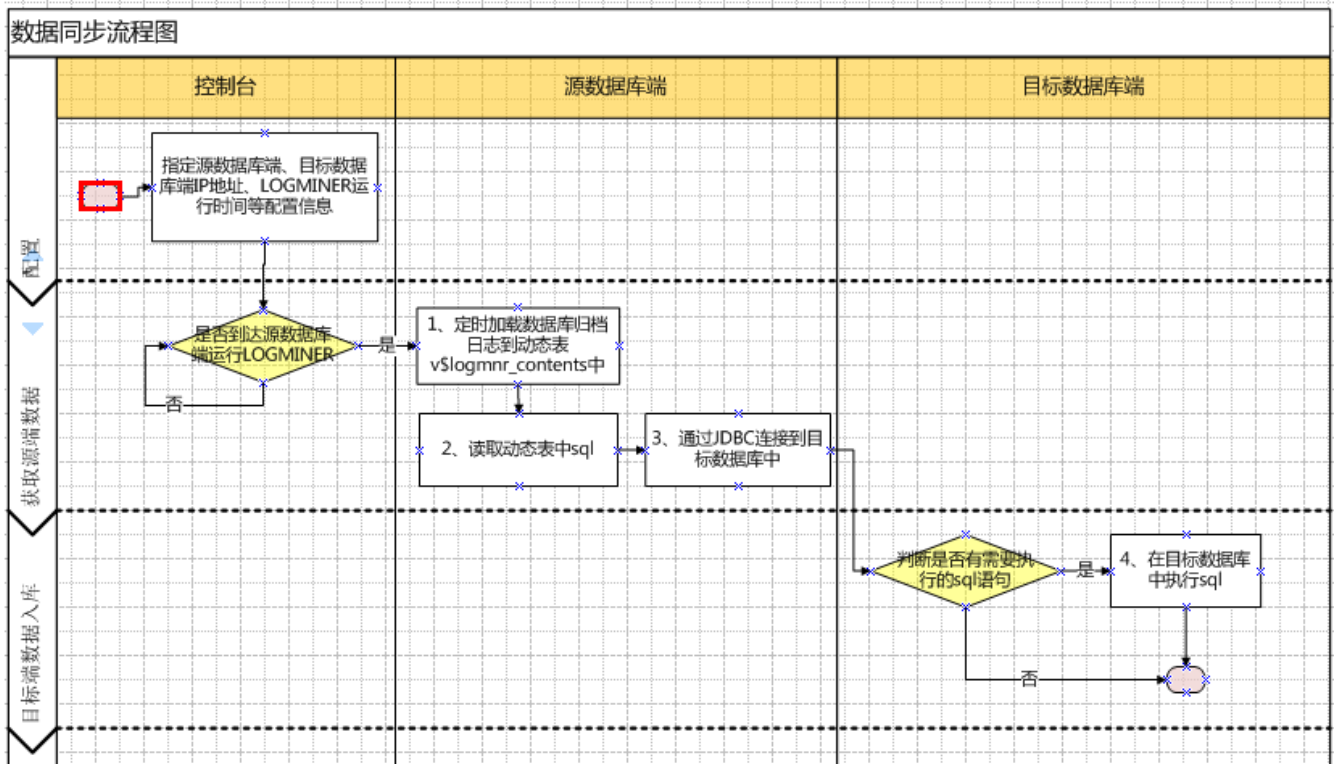 数据同步流程图
控制台
源数据库端
目标数据库端
配置
指定源数据库端、目标数据
库端IP地址、LOGMINER运
行时间等配置信息
获取源端数据
是否到达源数据库
端运行LOGMINER
是
否
1、定时加载数据库归档
日志到动态表
v$logmnr_contents中
2、读取动态表中sql
3、通过JDBC连接到目
标数据库中
目标端数据入库
判断是否有需要执
行的sql语句
是
否
4、在目标数据库
中执行sql